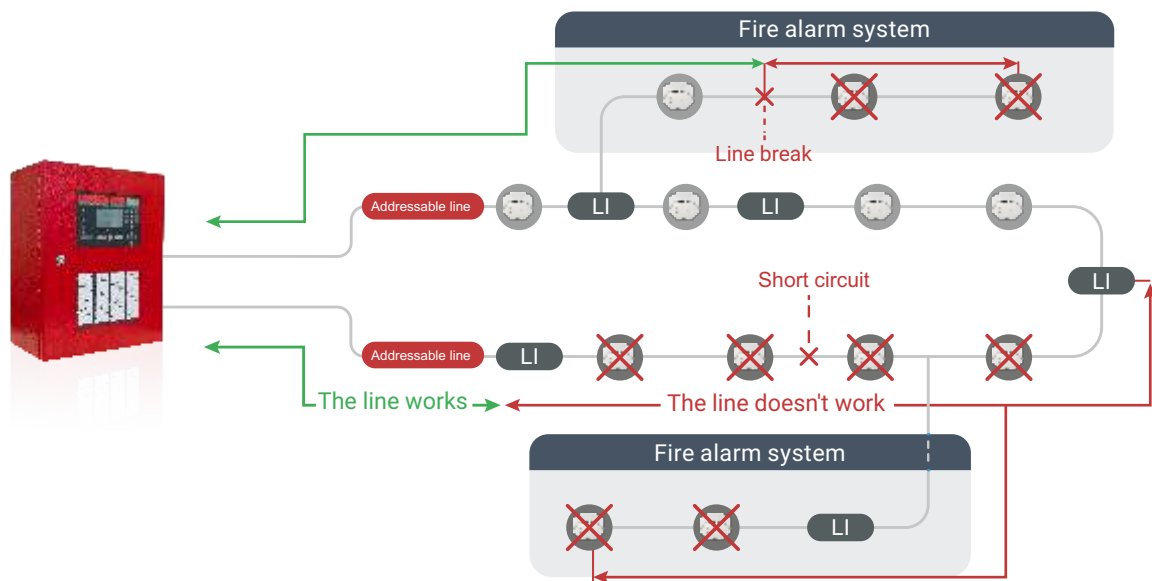 Fire alarm system
Line break
Addressable line
LI
LI
LI
Short circuit
Addressable line
LI
The line works
The line doesn't work
Fire alarm system
LI